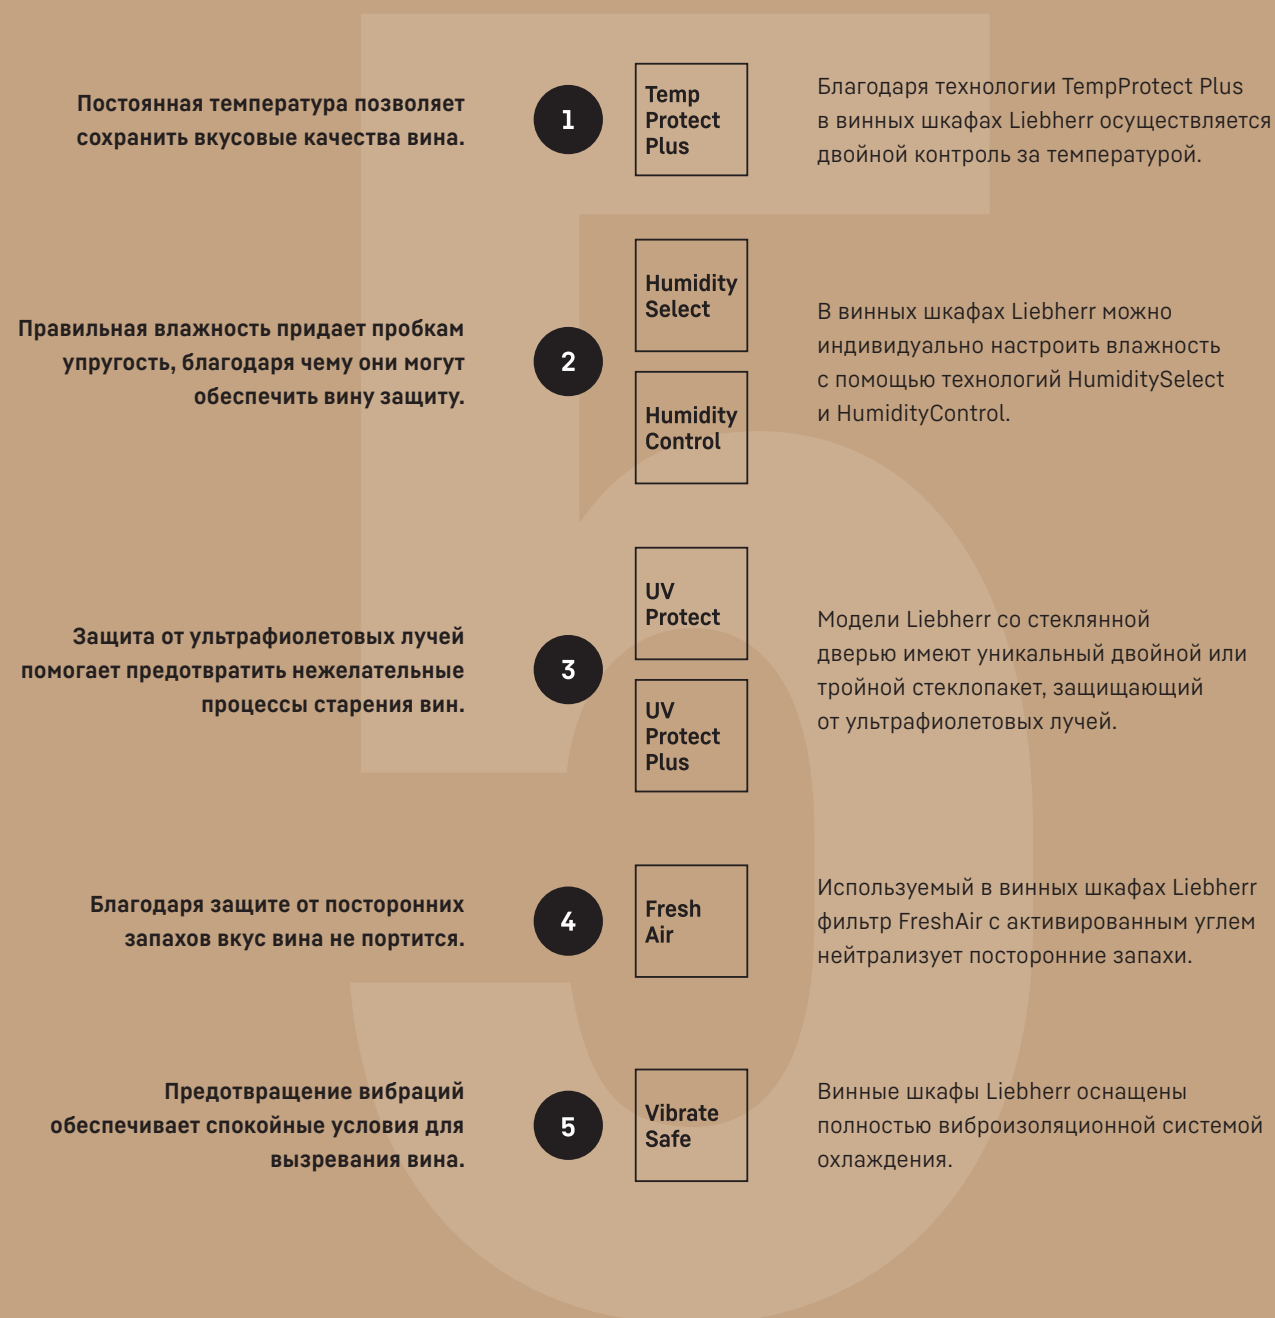 Постоянная температура позволяет
сохранить вкусовые качества вина.
1
Temp
Protect
Plus
Благодаря технологии TempProtect Plus
в винных шкафах Liebherr осуществляется
двойной контроль за температурой.
Правильная влажность придает пробкам
упругость, благодаря чему они могут
обеспечить вину защиту.
2
Humidity
Select
Humidity
Control
В винных шкафах Liebherr можно
индивидуально настроить влажность
с помощью технологий HumiditySelect
и HumidityControl.
Защита от ультрафиолетовых лучей
помогает предотвратить нежелательные
процессы старения вин.
3
UV
Protect
UV
Protect
Plus
Модели Liebherr со стеклянной
дверью имеют уникальный двойной или
тройной стеклопакет, защищающий
от ультрафиолетовых лучей.
Благодаря защите от посторонних
запахов вкус вина не портится.
4
Fresh
Air
Используемый в винных шкафах Liebherr
фильтр FreshAir с активированным углем
нейтрализует посторонние запахи.
Предотвращение вибраций
обеспечивает спокойные условия для
вызревания вина.
5
Vibrate
Safe
Винные шкафы Liebherr оснащены
полностью виброизоляционной системой
охлаждения.
5